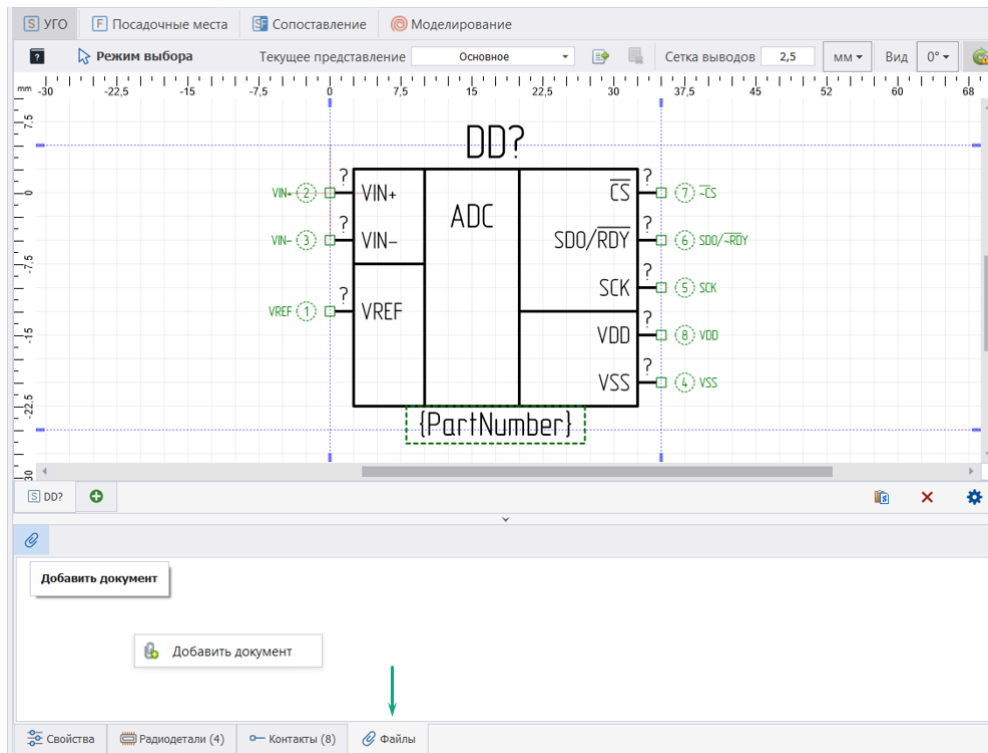 S УГО F Посадочные места SF Сопоставление Моделирование
? Режим выбора Текущее представление Основное Сетка выводов 2,5 мм Вид 0°
mm -30 -22,5 -15 -7,5 0 7,5 15 22,5 30 37,5 45 52 60 68
7,5
0
-7,5
-15
-22,5
30
DD?
VIN+ 2 ? VIN+
VIN- 3 ? VIN-
VREF 1 ? VREF
ADC
CS ? 7 ~CS
SDO/RDY ? 6 SDO/~RDY
SCK ? 5 SCK
VDD ? 8 VDD
VSS ? 4 VSS
{PartNumber}
S DD?
Добавить документ
Добавить документ
Свойства Радиодетали (4) Контакты (8) Файлы